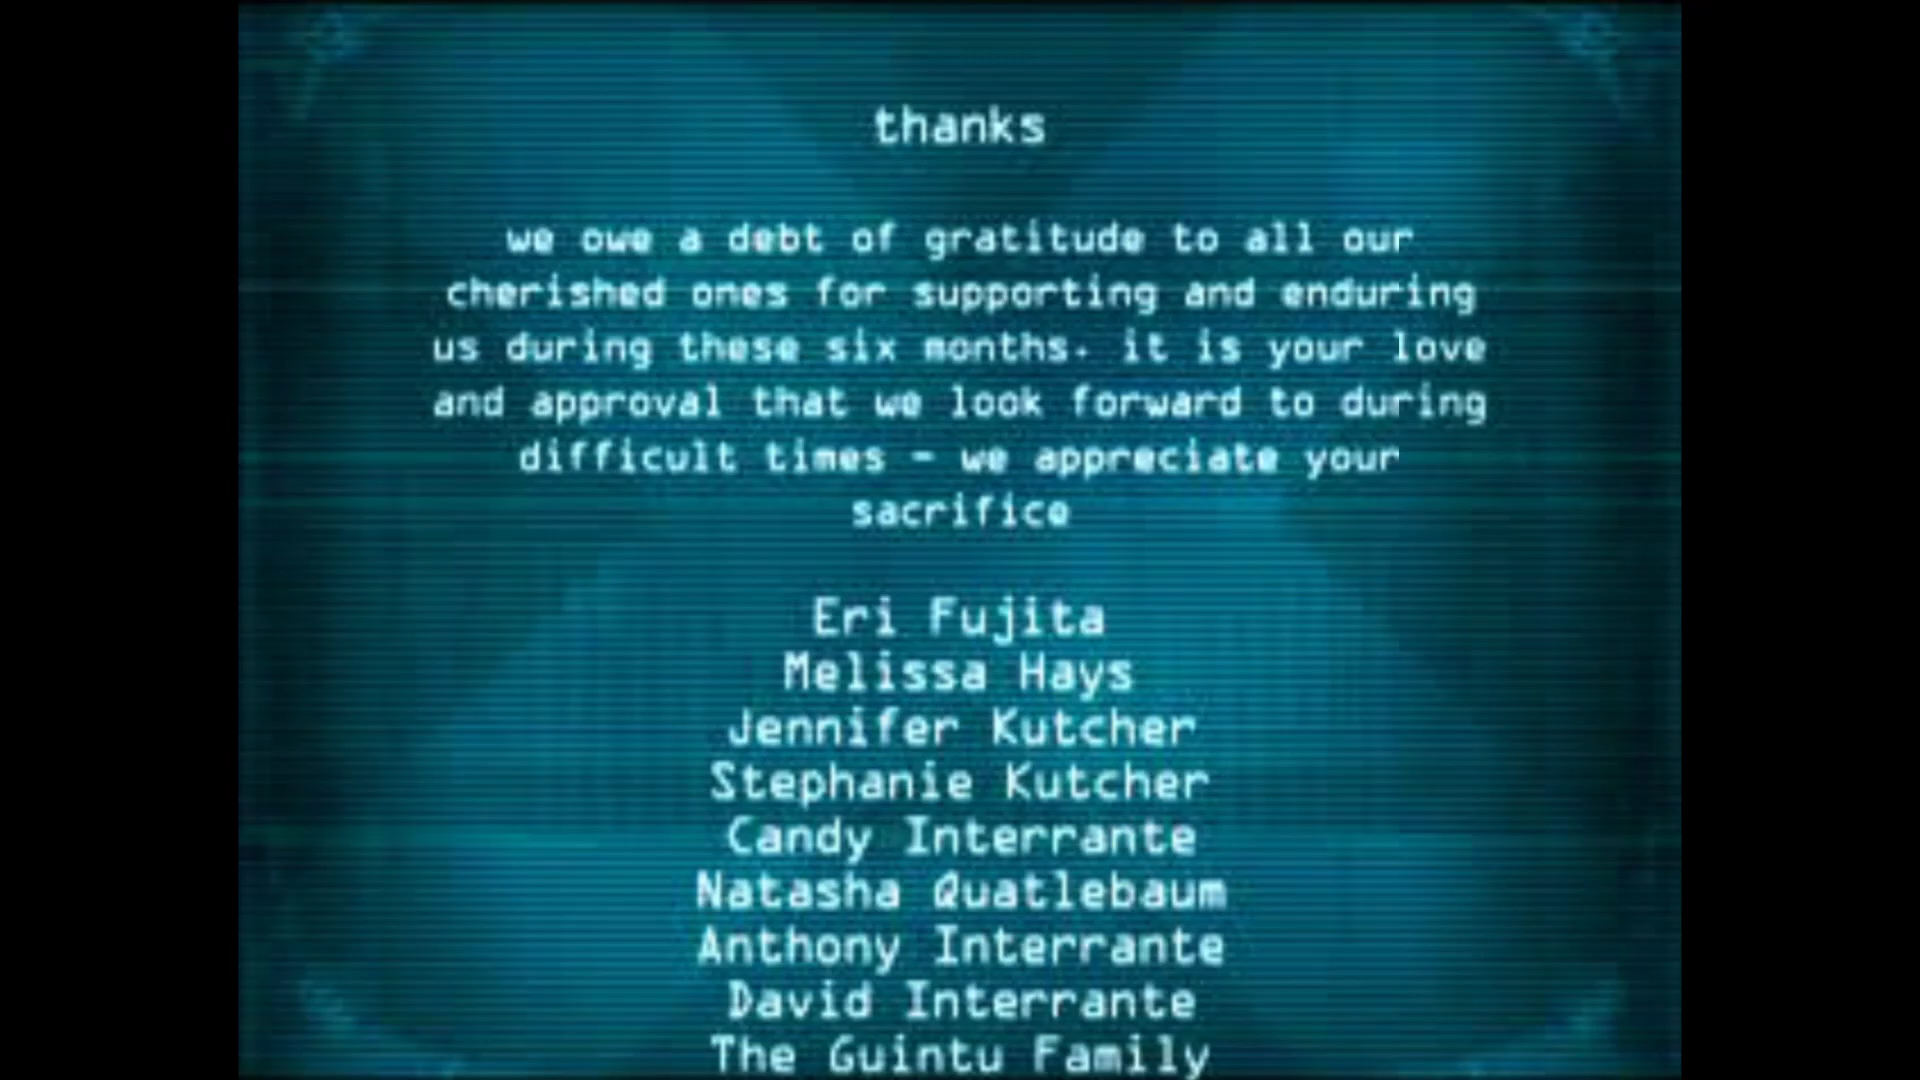 thanks
we owe a debt of gratitude to all our
cherished ones for supporting and enduring
us during these six months. it is your love
and approval that we look forward to during
difficult times - we appreciate your
sacrifice
Eri Fujita
Melissa Hays
Jennifer Kutcher
Stephanie Kutcher
Candy Interrante
Natasha Quatlebaum
Anthony Interrante
David Interrante
The Guintu Family